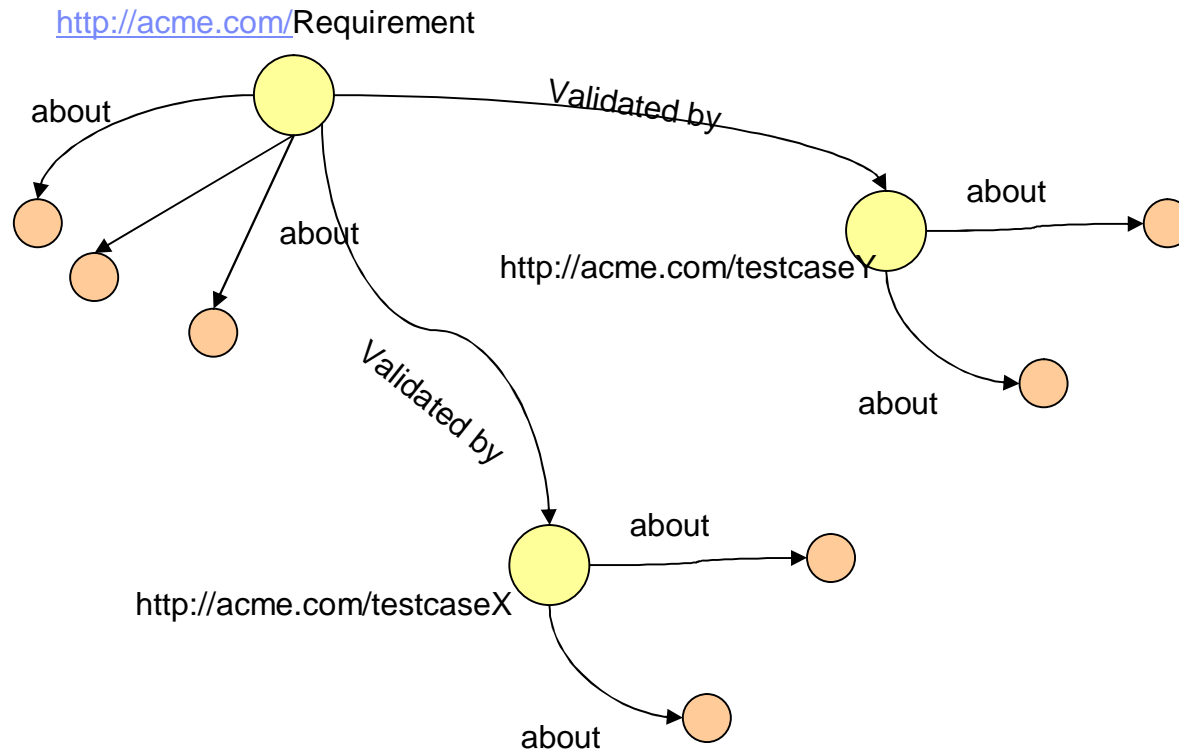 http://acme.com/Requirement
about
Validated by
about
about
http://acme.com/testcaseY
Validated by
about
about
http://acme.com/testcaseX
about